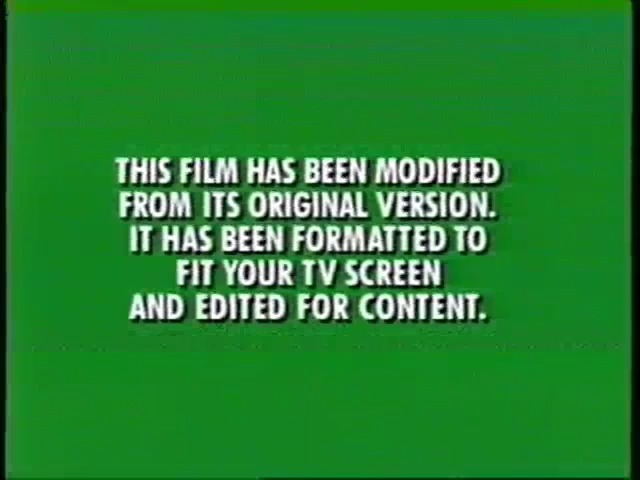 THIS FILM HAS BEEN MODIFIED
FROM ITS ORIGINAL VERSION.
IT HAS BEEN FORMATTED TO
FIT YOUR TV SCREEN
AND EDITED FOR CONTENT.